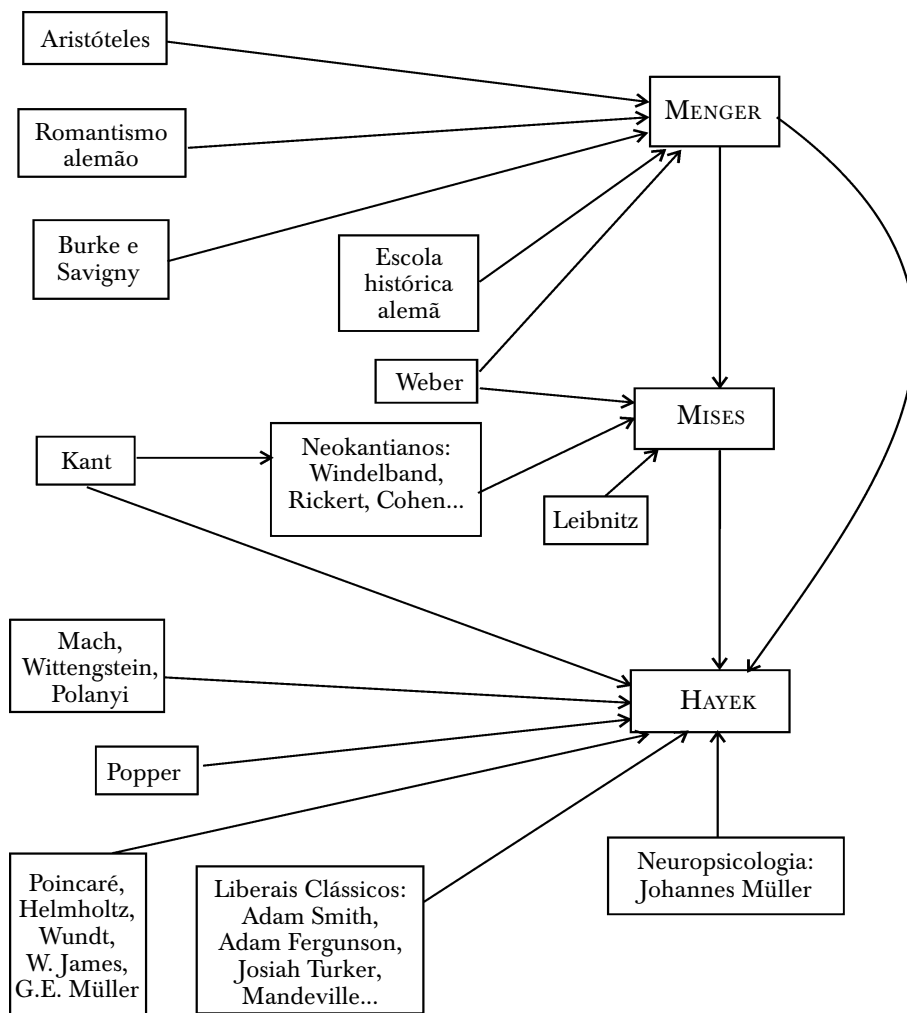 Aristóteles
MENGER
Romantismo
alemão
Burke e
Savigny
Escola
histórica
alemã
Weber
MISES
Kant
Neokantianos:
Windelband,
Rickert, Cohen...
Leibnitz
Mach,
Wittengstein,
Polanyi
HAYEK
Popper
Poincaré,
Helmholtz,
Wundt,
W. James,
G.E. Müller
Liberais Clássicos:
Adam Smith,
Adam Fergunson,
Josiah Turker,
Mandeville...
Neuropsicologia:
Johannes Müller